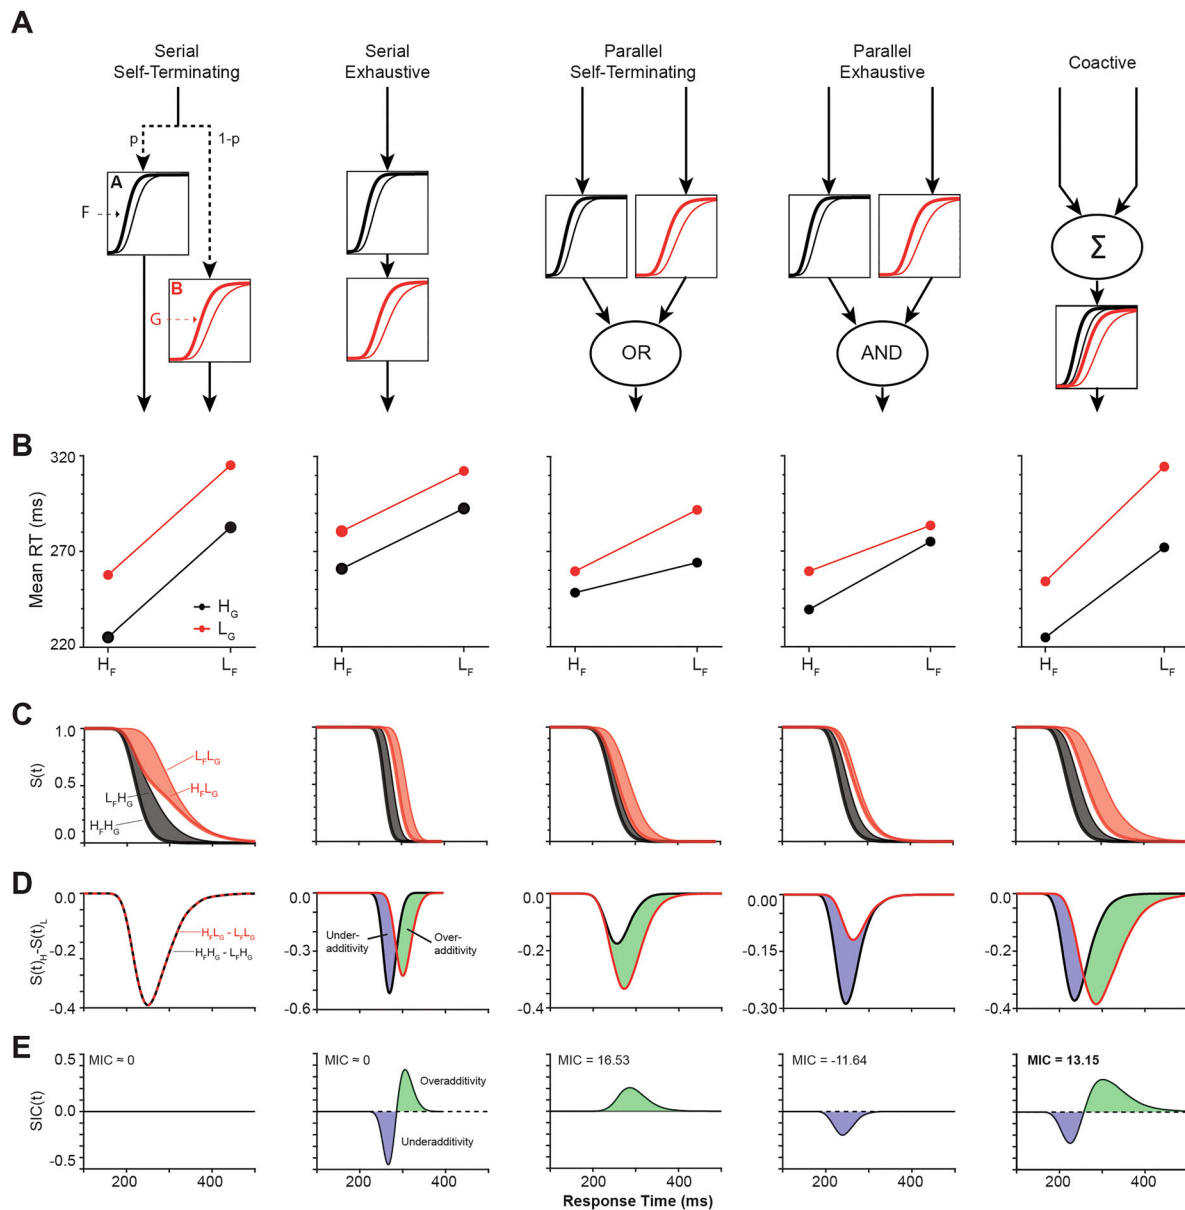 A
Serial
Self-Terminating
Serial
Exhaustive
Parallel
Self-Terminating
Parallel
Exhaustive
Coactive
p
1-p
A
F
B
G
Σ
OR
AND
B
Mean RT (ms)
320
270
220
H_G
L_G
H_F
L_F
H_F
L_F
H_F
L_F
H_F
L_F
H_F
L_F
C
S(t)
1.0
0.5
0.0
L_FL_G
H_FL_G
L_FH_G
H_FH_G
D
S(t)_H-S(t)_L
0.0
-0.2
-0.4
H_FL_G - L_FL_G
H_FH_G - L_FH_G
0.0
-0.3
-0.6
Under-
additivity
Over-
additivity
0.0
-0.2
-0.4
0.00
-0.15
-0.30
0.0
-0.2
-0.4
E
SIC(t)
0.5
0.0
-0.5
MIC ≈ 0
MIC ≈ 0
Overadditivity
Underadditivity
MIC = 16.53
MIC = -11.64
MIC = 13.15
200 400
200 400
200 400
200 400
200 400
Response Time (ms)